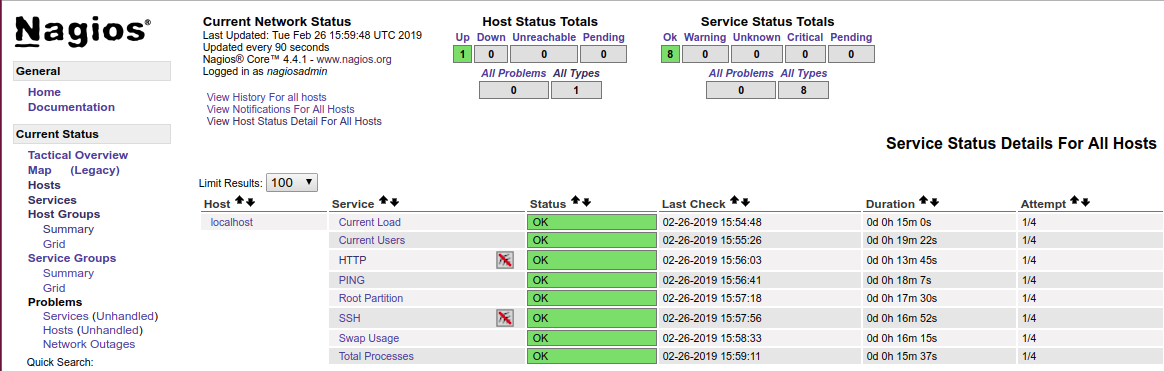 Nagios®
General
Home
Documentation
Current Status
Tactical Overview
Map (Legacy)
Hosts
Services
Host Groups
Summary
Grid
Service Groups
Summary
Grid
Problems
Services (Unhandled)
Hosts (Unhandled)
Network Outages
Quick Search:
Current Network Status
Last Updated: Tue Feb 26 15:59:48 UTC 2019
Updated every 90 seconds
Nagios® Core™ 4.4.1 - www.nagios.org
Logged in as nagiosadmin
View History For all hosts
View Notifications For All Hosts
View Host Status Detail For All Hosts
Host Status Totals
Up Down Unreachable Pending
1 0 0 0
All Problems All Types
0 1
Service Status Totals
Ok Warning Unknown Critical Pending
8 0 0 0 0
All Problems All Types
0 8
Service Status Details For All Hosts
Limit Results: 100
Host Service Status Last Check Duration Attempt
localhost Current Load OK 02-26-2019 15:54:48 0d 0h 15m 0s 1/4
Current Users OK 02-26-2019 15:55:26 0d 0h 19m 22s 1/4
HTTP OK 02-26-2019 15:56:03 0d 0h 13m 45s 1/4
PING OK 02-26-2019 15:56:41 0d 0h 18m 7s 1/4
Root Partition OK 02-26-2019 15:57:18 0d 0h 17m 30s 1/4
SSH OK 02-26-2019 15:57:56 0d 0h 16m 52s 1/4
Swap Usage OK 02-26-2019 15:58:33 0d 0h 16m 15s 1/4
Total Processes OK 02-26-2019 15:59:11 0d 0h 15m 37s 1/4